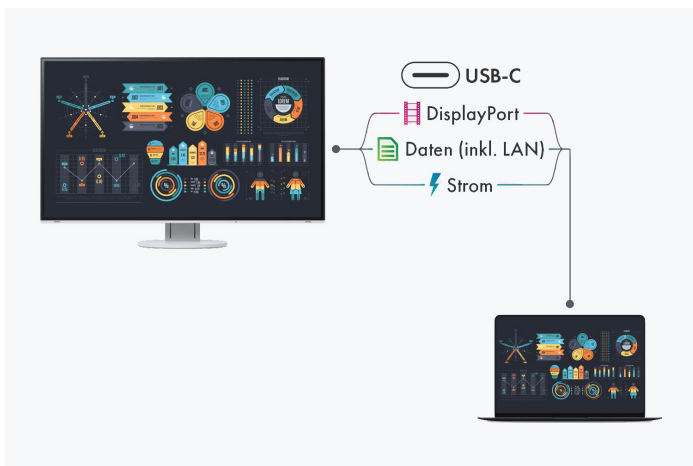 USB-C
DisplayPort
Daten (inkl. LAN)
Strom